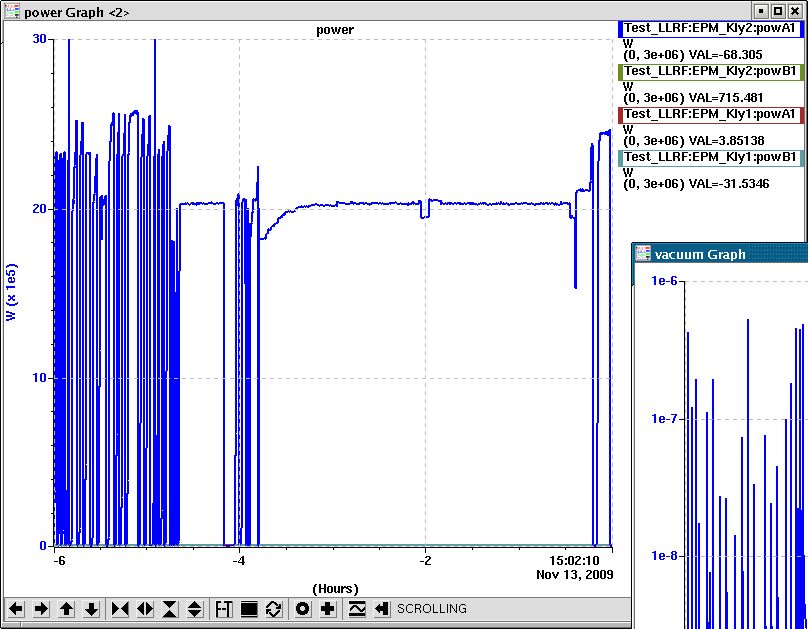 power Graph <2>
power
30
20
10
0
W (x 1e5)
-6
-4
-2
15:02:10
Nov 13, 2009
(Hours)
SCROLLING
Test_LLRF:EPM_Kly2:powA1
W
(0, 3e+06) VAL=-68.305
Test_LLRF:EPM_Kly2:powB1
W
(0, 3e+06) VAL=715.481
Test_LLRF:EPM_Kly1:powA1
W
(0, 3e+06) VAL=3.85138
Test_LLRF:EPM_Kly1:powB1
W
(0, 3e+06) VAL=-31.5346
vacuum Graph
1e-6
1e-7
1e-8